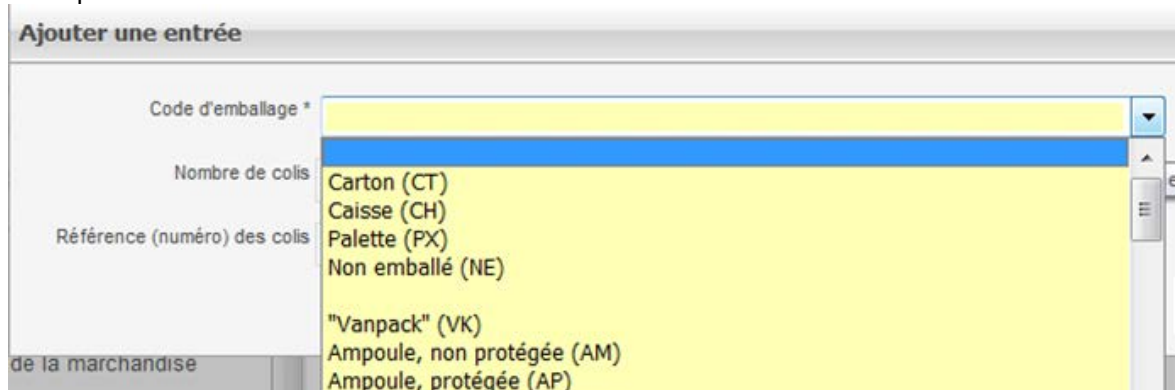 Ajouter une entrée
Code d'emballage *
Nombre de colis
Carton (CT)
Caisse (CH)
Référence (numéro) des colis
Palette (PX)
Non emballé (NE)
"Vanpack" (VK)
Ampoule, non protégée (AM)
de la marchandise
Ampoule, protégée (AP)